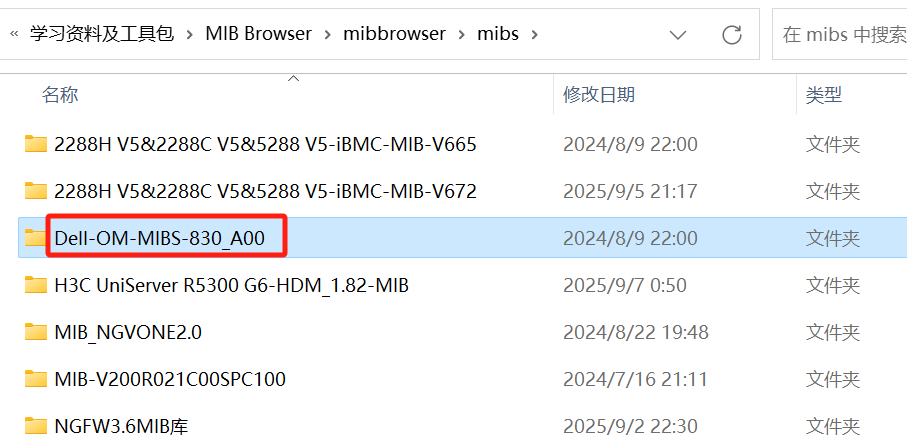 « 学习资料及工具包 › MIB Browser › mibbrowser › mibs › 在 mibs 中搜索
名称 修改日期 类型
2288H V5&2288C V5&5288 V5-iBMC-MIB-V665 2024/8/9 22:00 文件夹
2288H V5&2288C V5&5288 V5-iBMC-MIB-V672 2025/9/5 21:17 文件夹
Dell-OM-MIBS-830_A00 2024/8/9 22:00 文件夹
H3C UniServer R5300 G6-HDM_1.82-MIB 2025/9/7 0:50 文件夹
MIB_NGVONE2.0 2024/8/22 19:48 文件夹
MIB-V200R021C00SPC100 2024/7/16 21:11 文件夹
NGFW3.6MIB库 2025/9/2 22:30 文件夹